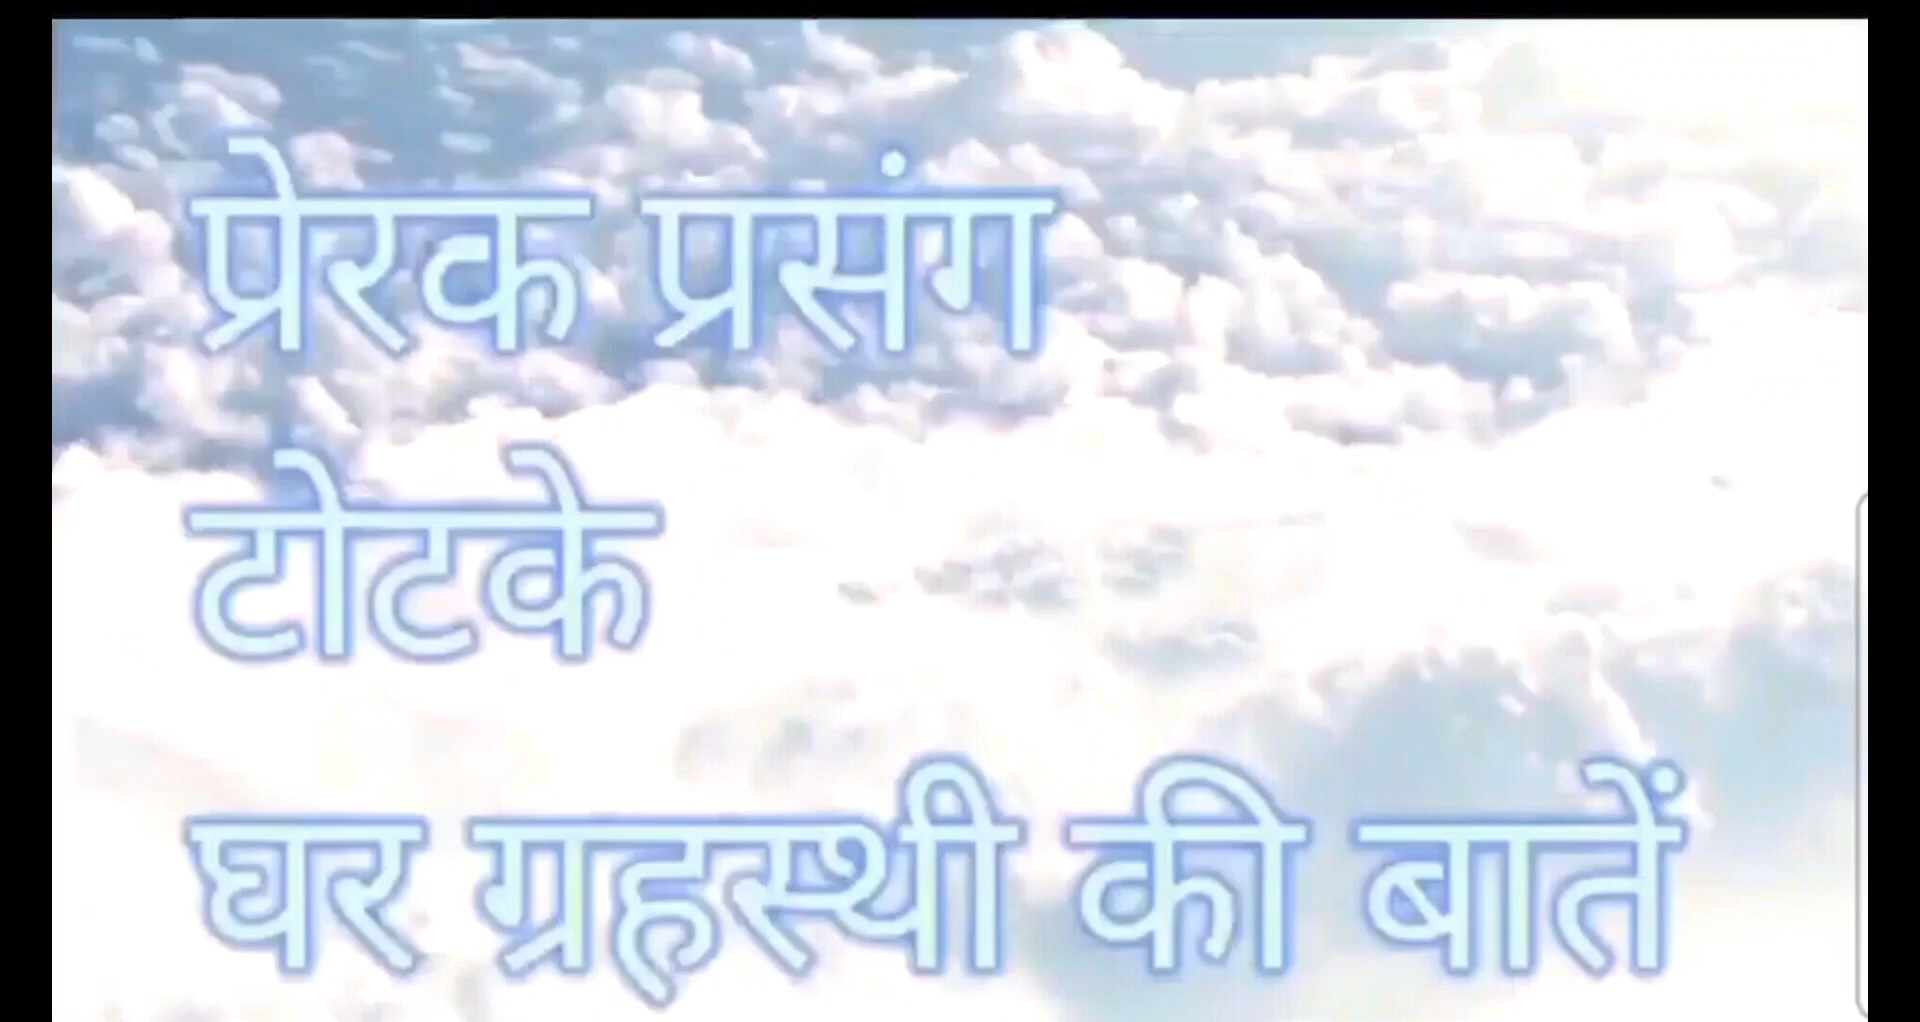 प्रेरक प्रसंग
टोटके
घर ग्रहस्थी की बातें